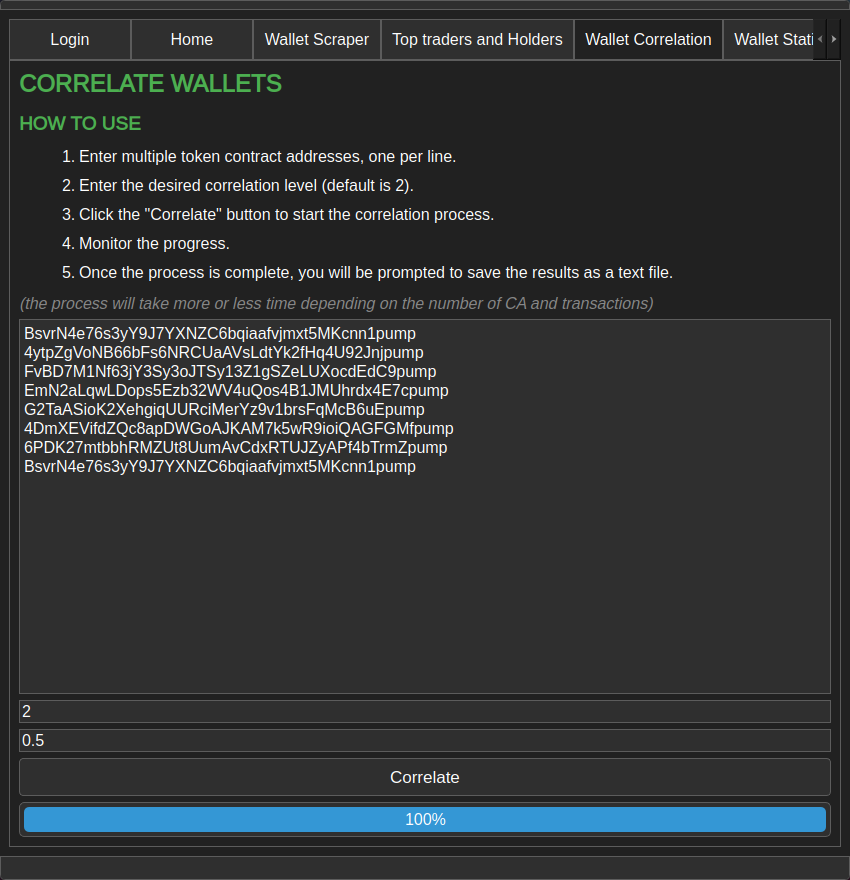 Login Home Wallet Scraper Top traders and Holders Wallet Correlation Wallet Stati
CORRELATE WALLETS
HOW TO USE
1. Enter multiple token contract addresses, one per line.
2. Enter the desired correlation level (default is 2).
3. Click the "Correlate" button to start the correlation process.
4. Monitor the progress.
5. Once the process is complete, you will be prompted to save the results as a text file.
(the process will take more or less time depending on the number of CA and transactions)
BsvrN4e76s3yY9J7YXNZC6bqiaafvjmxt5MKcnn1pump
4ytpZgVoNB66bFs6NRCUaAVsLdtYk2fHq4U92Jnjpump
FvBD7M1Nf63jY3Sy3oJTSy13Z1gSZeLUXocdEdC9pump
EmN2aLqwLDops5Ezb32WV4uQos4B1JMUhrdx4E7cpump
G2TaASioK2XehgiqUURciMerYz9v1brsFqMcB6uEpump
4DmXEVifdZQc8apDWGoAJKAM7k5wR9ioiQAGFGMfpump
6PDK27mtbbhRMZUt8UumAvCdxRTUJZyAPf4bTrmZpump
BsvrN4e76s3yY9J7YXNZC6bqiaafvjmxt5MKcnn1pump
2
0.5
Correlate
100%